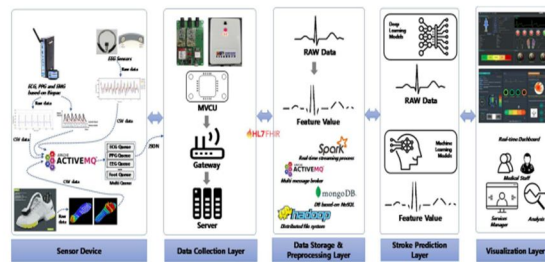 EEG Sensors
Raw data
ECG, PPG and EMG
based on Biopac
Raw data
CSV data
CSV data
JSON
ACTIVEMQ
ECG Queue
PPG Queue
EEG Queue
Foot Queue
Multi Queue
CSV data
Raw data
Sensor Device
MVCU
Gateway
Server
Data Collection Layer
HL7 FHIR
RAW Data
Feature Value
Spark
Real-time streaming process
ACTIVEMQ
Multi message broker
mongoDB
DB based on NoSQL
hadoop
Distributed file system
Data Storage &
Preprocessing Layer
Deep
Learning
Models
RAW Data
Machine
Learning
Models
Feature Value
Stroke Prediction
Layer
Real-time Dashboard
Medical Staff
Services
Manager
Analysis
Visualization Layer